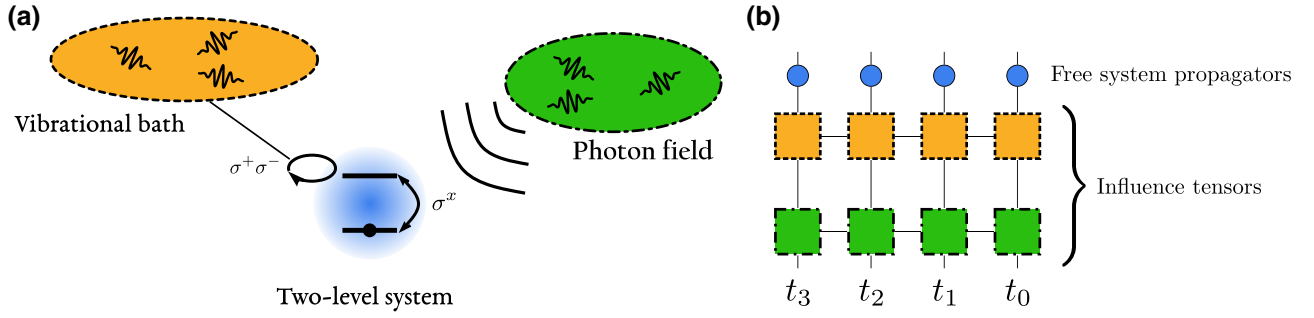 (a)
Vibrational bath
σ⁺σ⁻
σˣ
Photon field
Two-level system
(b)
Free system propagators
Influence tensors
t₃ t₂ t₁ t₀